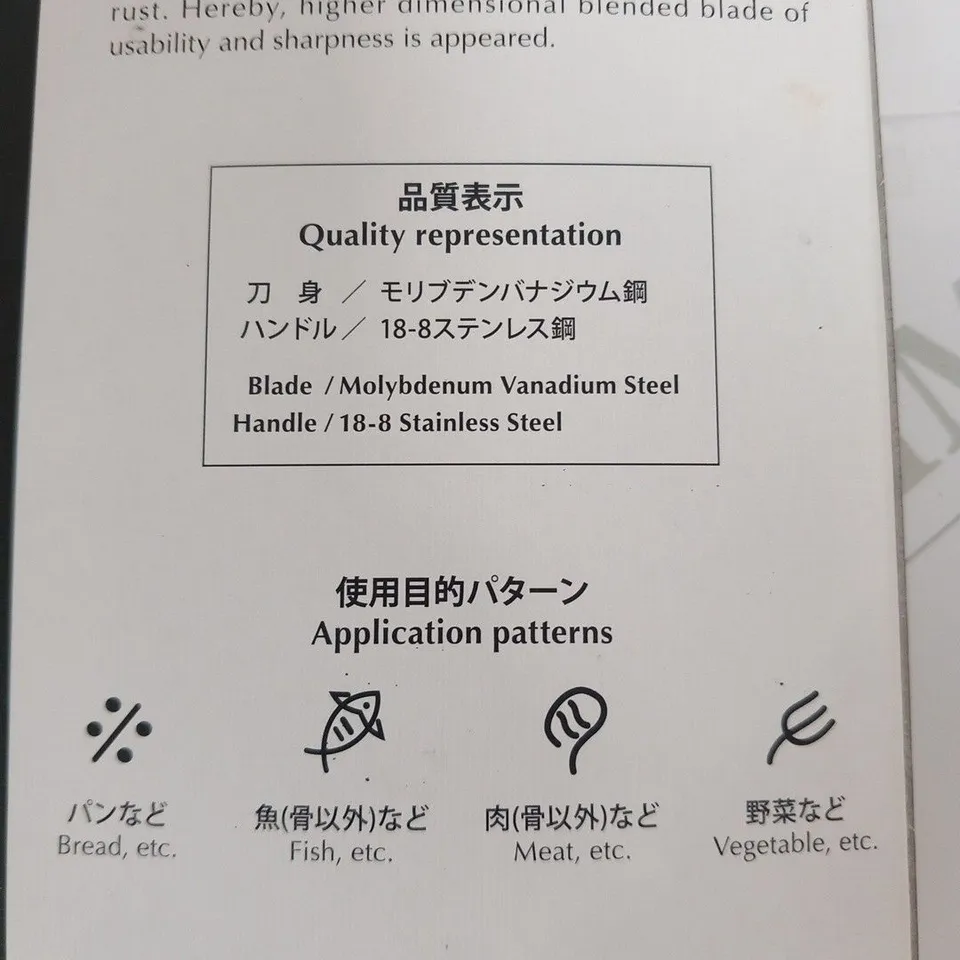 rust. Hereby, higher dimensional blended blade of
usability and sharpness is appeared.
品質表示
Quality representation
刀 身 ／ モリブデンバナジウム鋼
ハンドル ／ 18-8ステンレス鋼
Blade / Molybdenum Vanadium Steel
Handle / 18-8 Stainless Steel
使用目的パターン
Application patterns
パンなど
Bread, etc.
魚(骨以外)など
Fish, etc.
肉(骨以外)など
Meat, etc.
野菜など
Vegetable, etc.